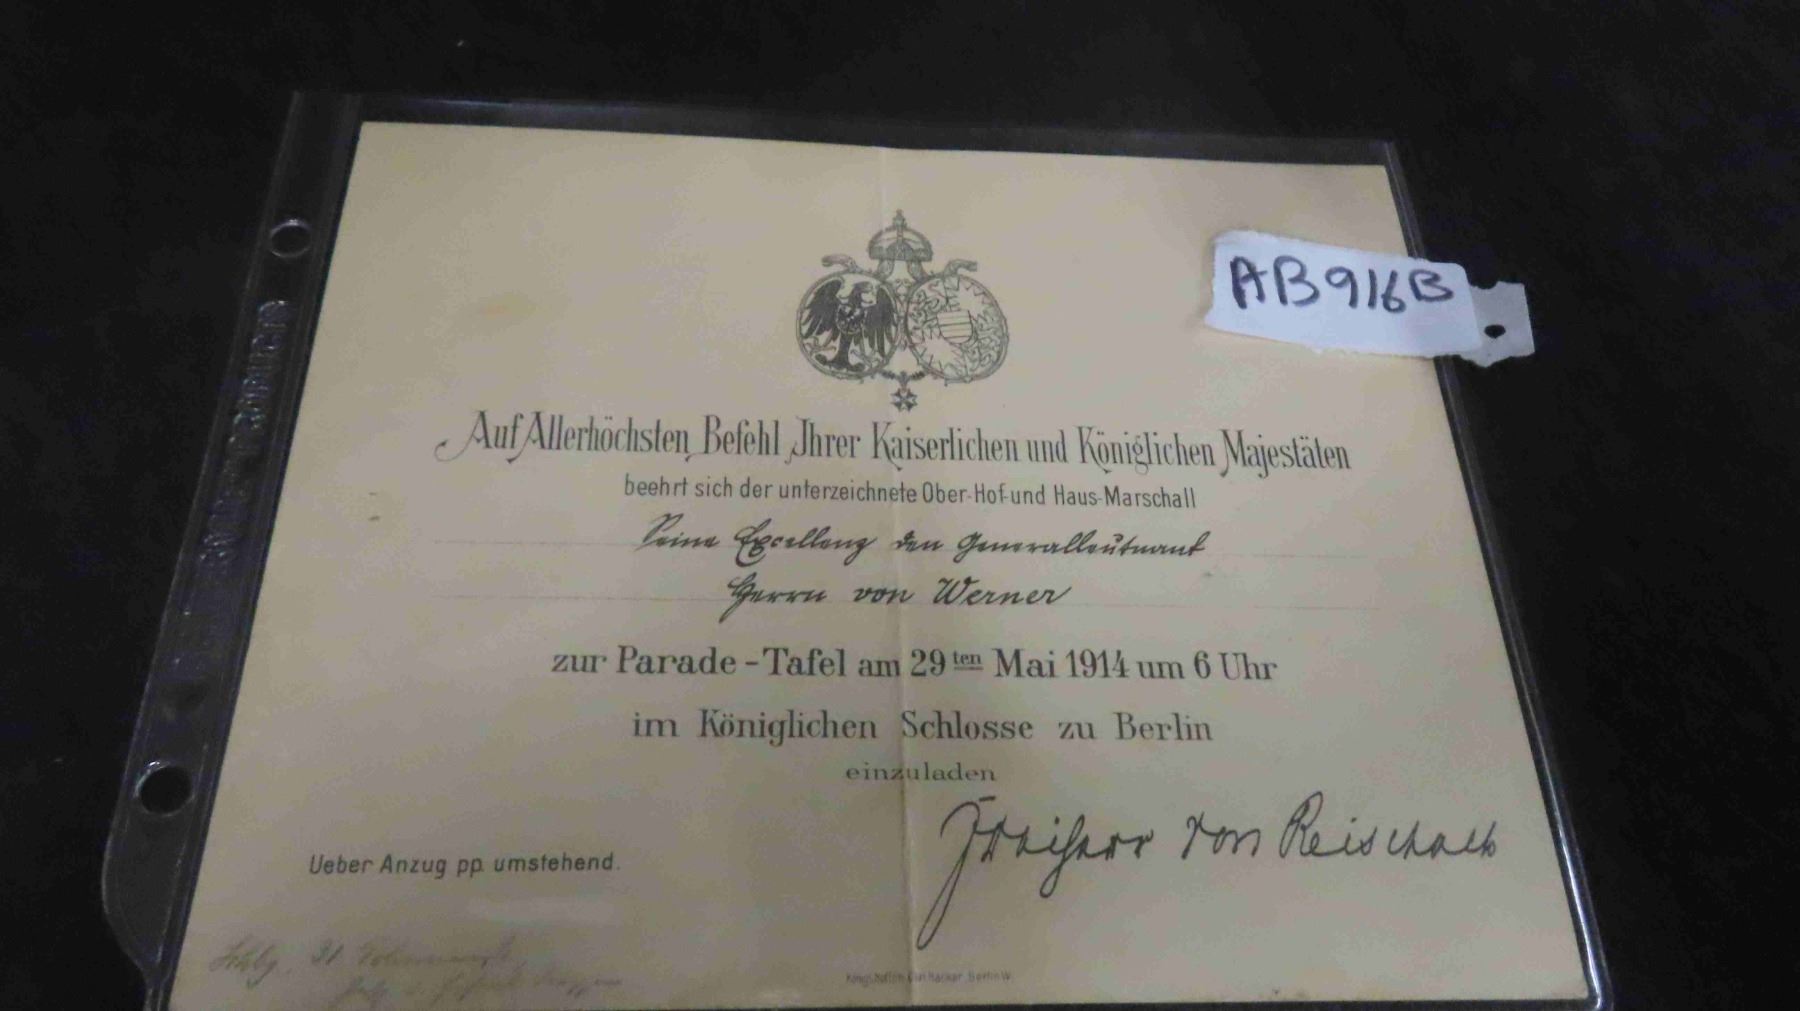 AB916B
Auf Allerhöchsten Befehl Ihrer Kaiserlichen und Königlichen Majestäten
beehrt sich der unterzeichnete Ober-Hof-und Haus-Marschall
Seine Excellenz den Generalleutnant
Herrn von Werner
zur Parade-Tafel am 29ten Mai 1914 um 6 Uhr
im Königlichen Schlosse zu Berlin
einzuladen
Freiherr von Reischach
Ueber Anzug pp. umstehend.
Berlin W.